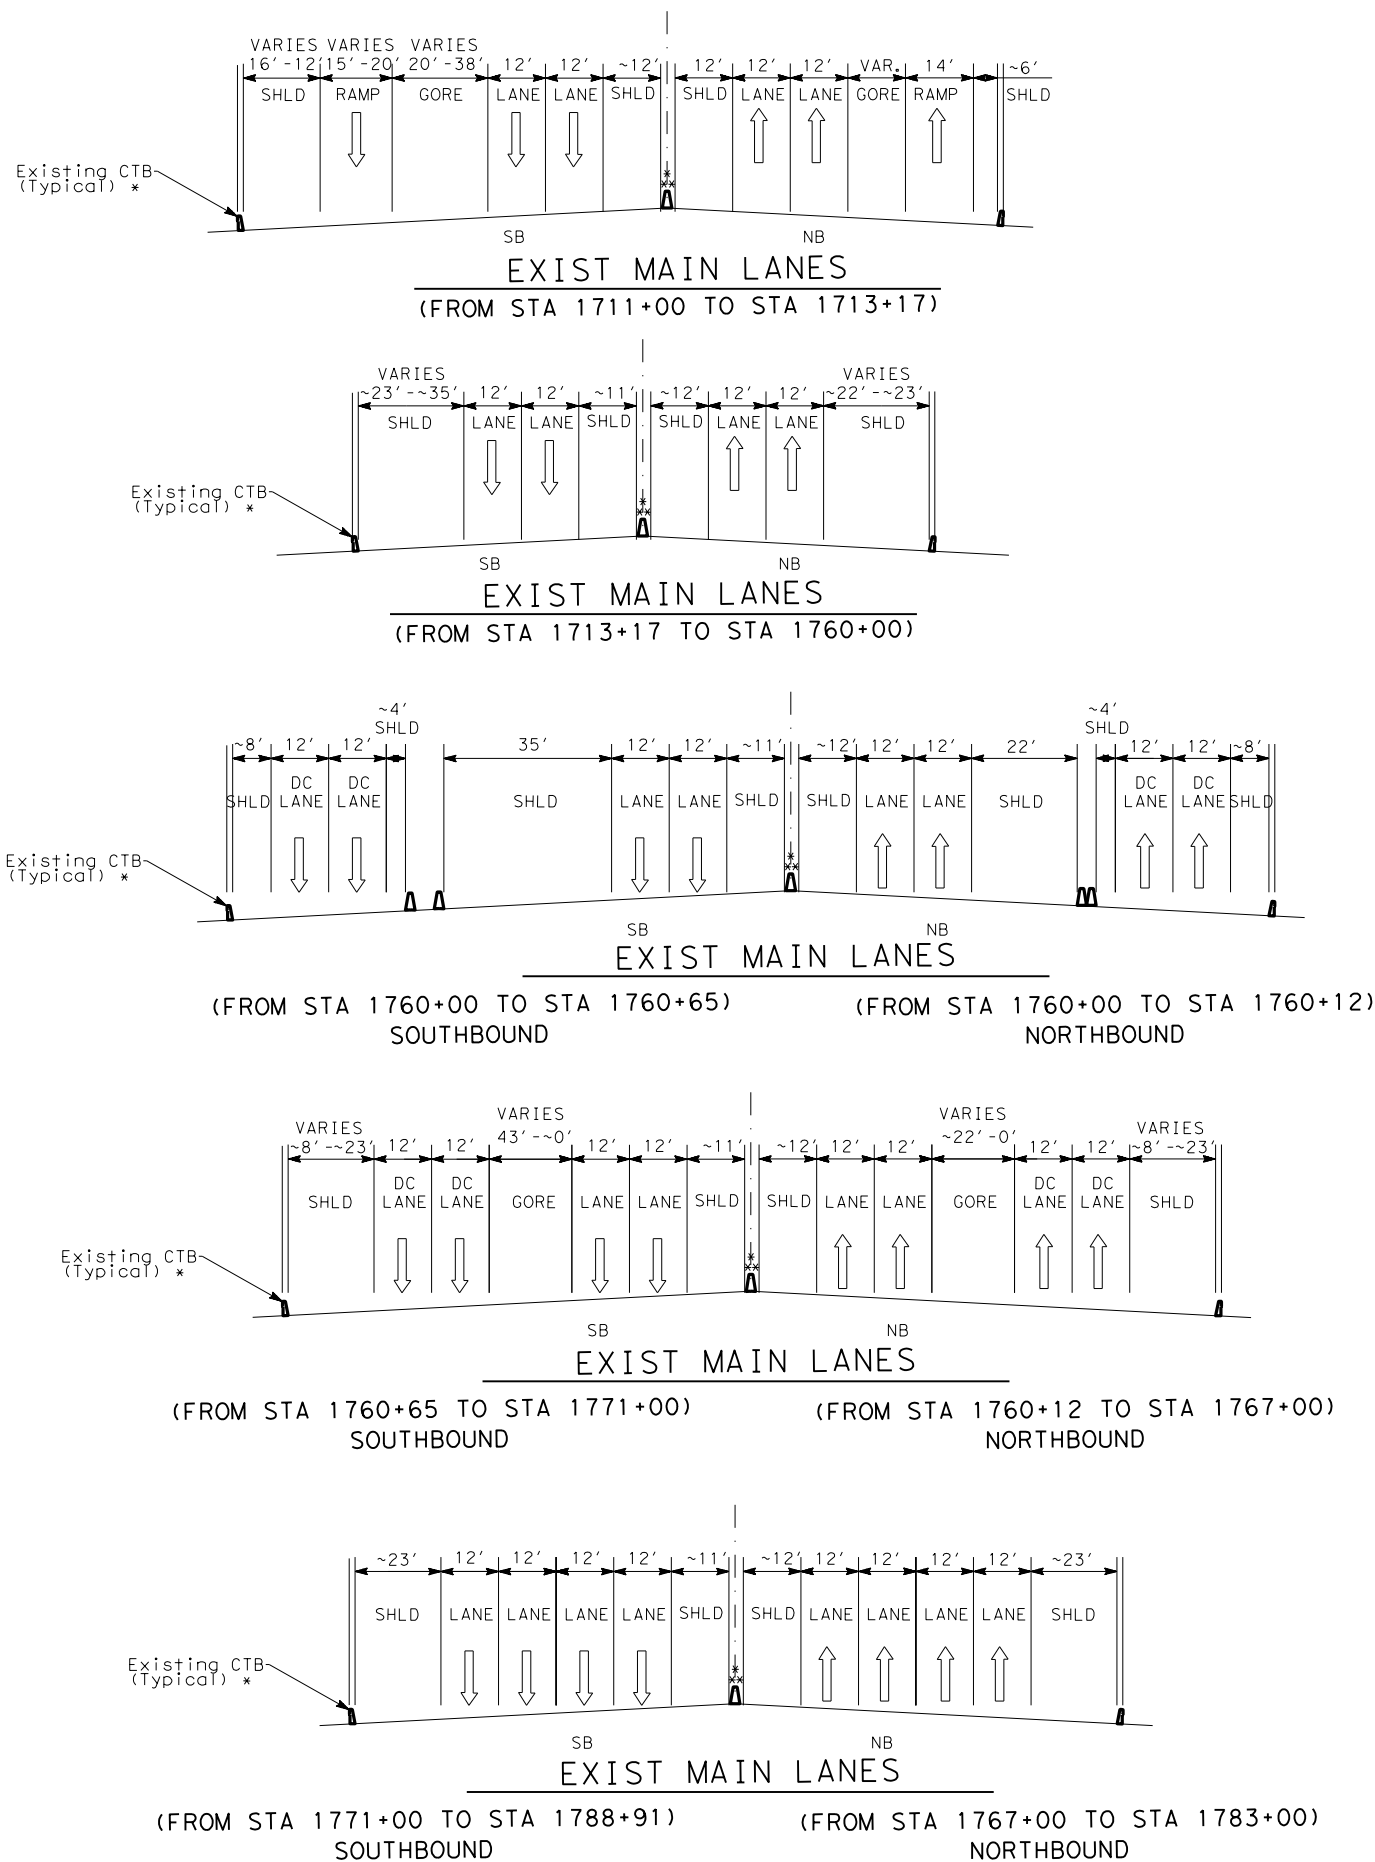 VARIES VARIES VARIES
16' -12' 15' -20' 20' -38' 12' 12' ~12' 12' 12' 12' VAR. 14' ~6'
SHLD RAMP GORE LANE LANE SHLD SHLD LANE LANE GORE RAMP SHLD
Existing CTB
(Typical) *
*
**
SB NB
EXIST MAIN LANES
(FROM STA 1711+00 TO STA 1713+17)
VARIES VARIES
~23' -~35' 12' 12' ~11' ~12' 12' 12' ~22' -~23'
SHLD LANE LANE SHLD SHLD LANE LANE SHLD
Existing CTB
(Typical) *
*
**
SB NB
EXIST MAIN LANES
(FROM STA 1713+17 TO STA 1760+00)
~4' ~4'
SHLD SHLD
~8' 12' 12' 35' 12' 12' ~11' ~12' 12' 12' 22' 12' 12' ~8'
DC DC DC DC
SHLD LANE LANE SHLD LANE LANE SHLD SHLD LANE LANE SHLD LANE LANE SHLD
Existing CTB
(Typical) *
*
**
SB NB
EXIST MAIN LANES
(FROM STA 1760+00 TO STA 1760+65) (FROM STA 1760+00 TO STA 1760+12)
SOUTHBOUND NORTHBOUND
VARIES VARIES VARIES VARIES
~8' -~23' 12' 12' 43' -~0' 12' 12' ~11' ~12' 12' 12' ~22' -0' 12' 12' ~8' -~23'
DC DC DC DC
SHLD LANE LANE GORE LANE LANE SHLD SHLD LANE LANE GORE LANE LANE SHLD
Existing CTB
(Typical) *
*
**
SB NB
EXIST MAIN LANES
(FROM STA 1760+65 TO STA 1771+00) (FROM STA 1760+12 TO STA 1767+00)
SOUTHBOUND NORTHBOUND
~23' 12' 12' 12' 12' ~11' ~12' 12' 12' 12' 12' ~23'
SHLD LANE LANE LANE LANE SHLD SHLD LANE LANE LANE LANE SHLD
Existing CTB
(Typical) *
*
**
SB NB
EXIST MAIN LANES
(FROM STA 1771+00 TO STA 1788+91) (FROM STA 1767+00 TO STA 1783+00)
SOUTHBOUND NORTHBOUND